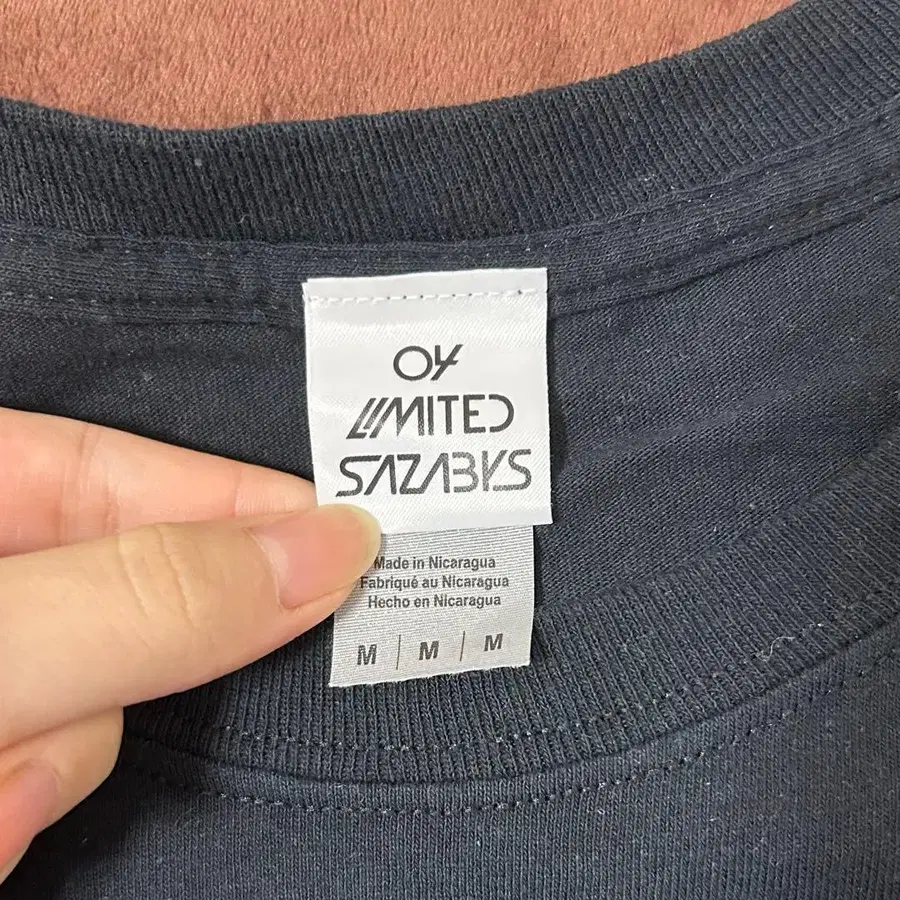 04
LIMITED
SAZABYS
Made in Nicaragua
Fabriqué au Nicaragua
Hecho en Nicaragua
M | M | M